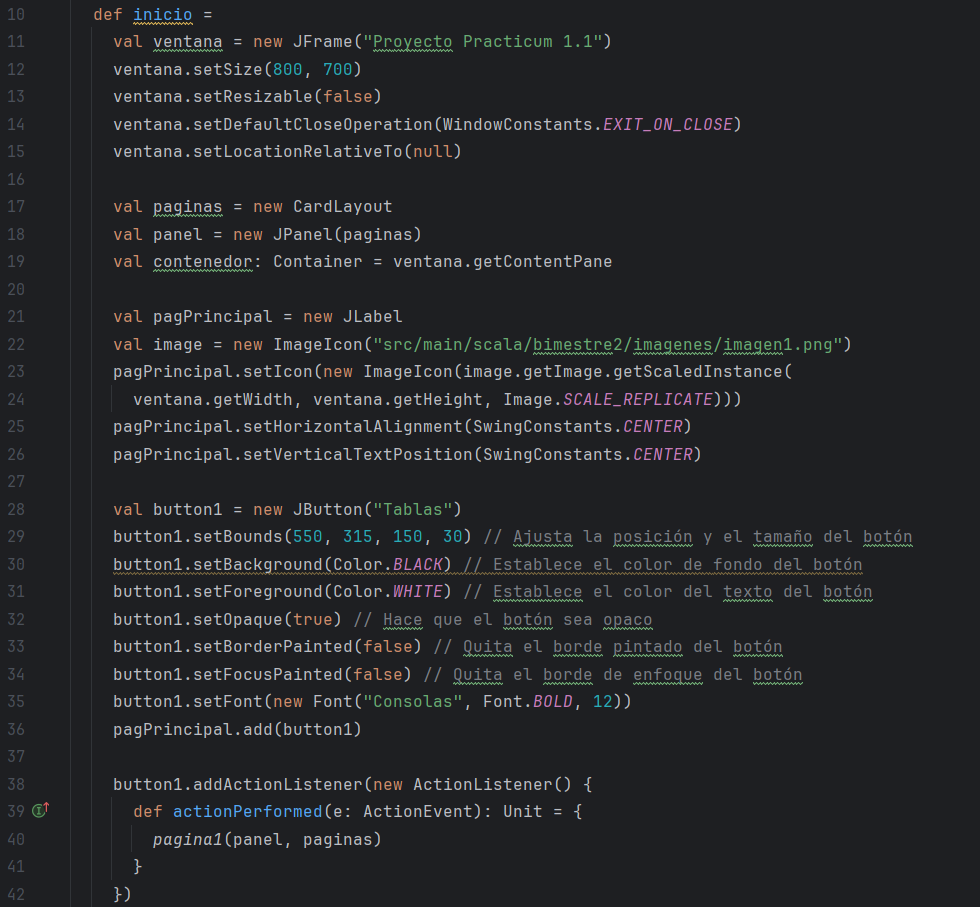 10 def inicio =
11 val ventana = new JFrame("Proyecto Practicum 1.1")
12 ventana.setSize(800, 700)
13 ventana.setResizable(false)
14 ventana.setDefaultCloseOperation(WindowConstants.EXIT_ON_CLOSE)
15 ventana.setLocationRelativeTo(null)
16
17 val paginas = new CardLayout
18 val panel = new JPanel(paginas)
19 val contenedor: Container = ventana.getContentPane
20
21 val pagPrincipal = new JLabel
22 val image = new ImageIcon("src/main/scala/bimestre2/imagenes/imagen1.png")
23 pagPrincipal.setIcon(new ImageIcon(image.getImage.getScaledInstance(
24 ventana.getWidth, ventana.getHeight, Image.SCALE_REPLICATE)))
25 pagPrincipal.setHorizontalAlignment(SwingConstants.CENTER)
26 pagPrincipal.setVerticalTextPosition(SwingConstants.CENTER)
27
28 val button1 = new JButton("Tablas")
29 button1.setBounds(550, 315, 150, 30) // Ajusta la posición y el tamaño del botón
30 button1.setBackground(Color.BLACK) // Establece el color de fondo del botón
31 button1.setForeground(Color.WHITE) // Establece el color del texto del botón
32 button1.setOpaque(true) // Hace que el botón sea opaco
33 button1.setBorderPainted(false) // Quita el borde pintado del botón
34 button1.setFocusPainted(false) // Quita el borde de enfoque del botón
35 button1.setFont(new Font("Consolas", Font.BOLD, 12))
36 pagPrincipal.add(button1)
37
38 button1.addActionListener(new ActionListener() {
39 def actionPerformed(e: ActionEvent): Unit = {
40 pagina1(panel, paginas)
41 }
42 })